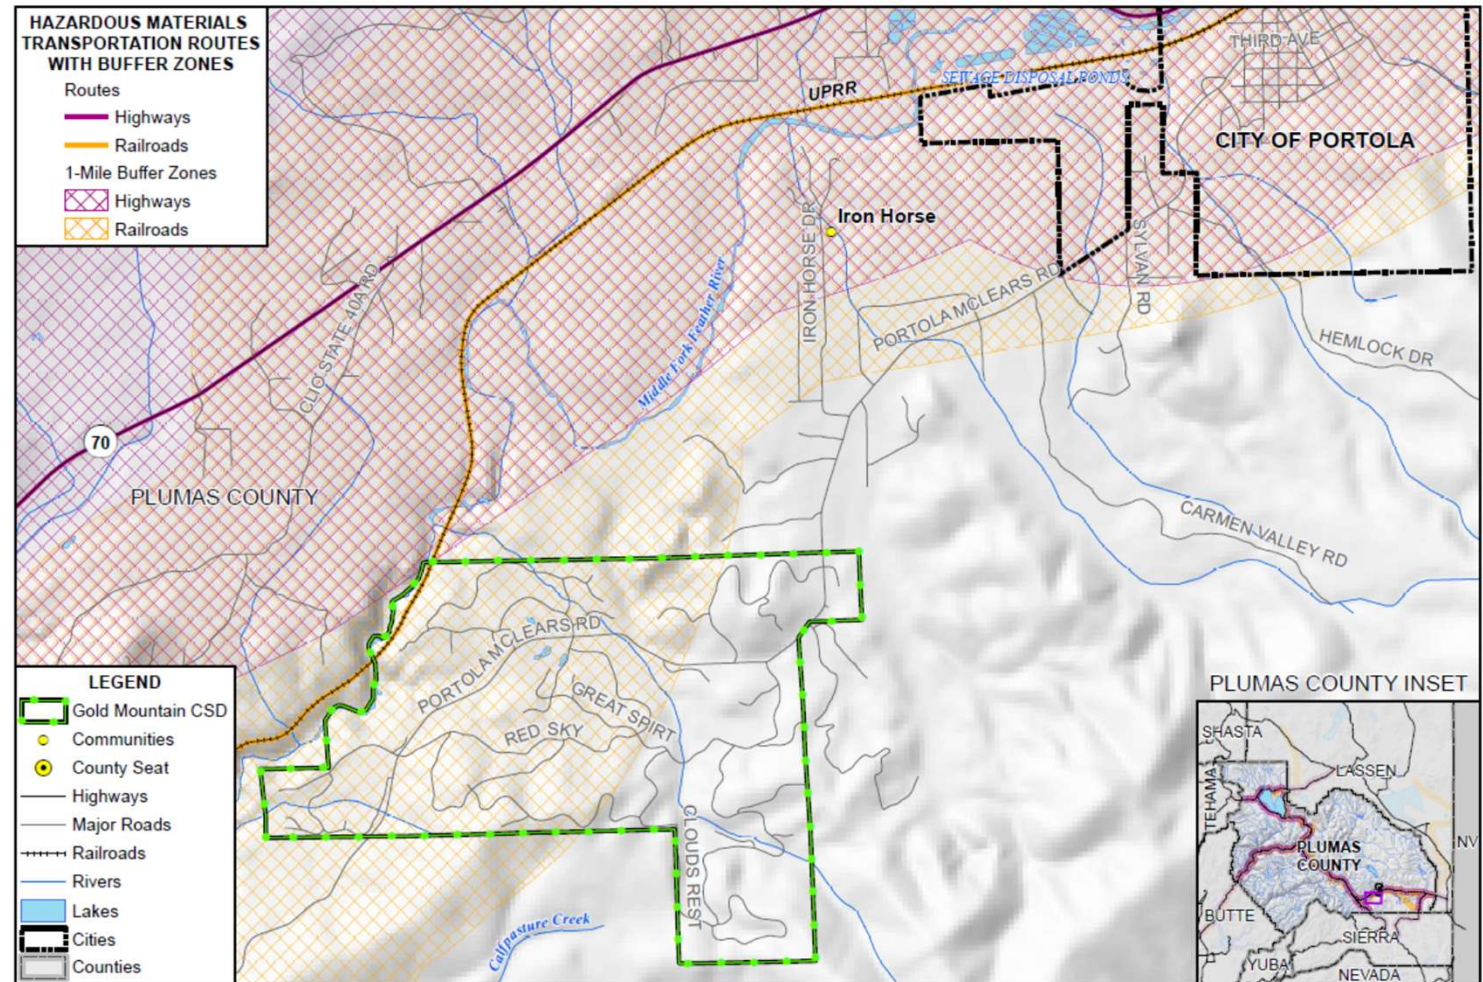 HAZARDOUS MATERIALS
TRANSPORTATION ROUTES
WITH BUFFER ZONES
Routes
Highways
Railroads
1-Mile Buffer Zones
Highways
Railroads
UPRR
SEWAGE DISPOSAL PONDS
THIRD AVE
CITY OF PORTOLA
Iron Horse
IRON HORSE DR
SYLVAN RD
PORTOLA MCLEARS RD
HEMLOCK DR
Middle Fork Feather River
CLIO STATE 40A RD
70
PLUMAS COUNTY
CARMEN VALLEY RD
PORTOLA MCLEARS RD
GREAT SPIRT
RED SKY
CLOUDS REST
Calfpasture Creek
LEGEND
Gold Mountain CSD
Communities
County Seat
Highways
Major Roads
Railroads
Rivers
Lakes
Cities
Counties
PLUMAS COUNTY INSET
SHASTA
LASSEN
TEHAMA
PLUMAS
COUNTY
NV
BUTTE
SIERRA
YUBA
NEVADA